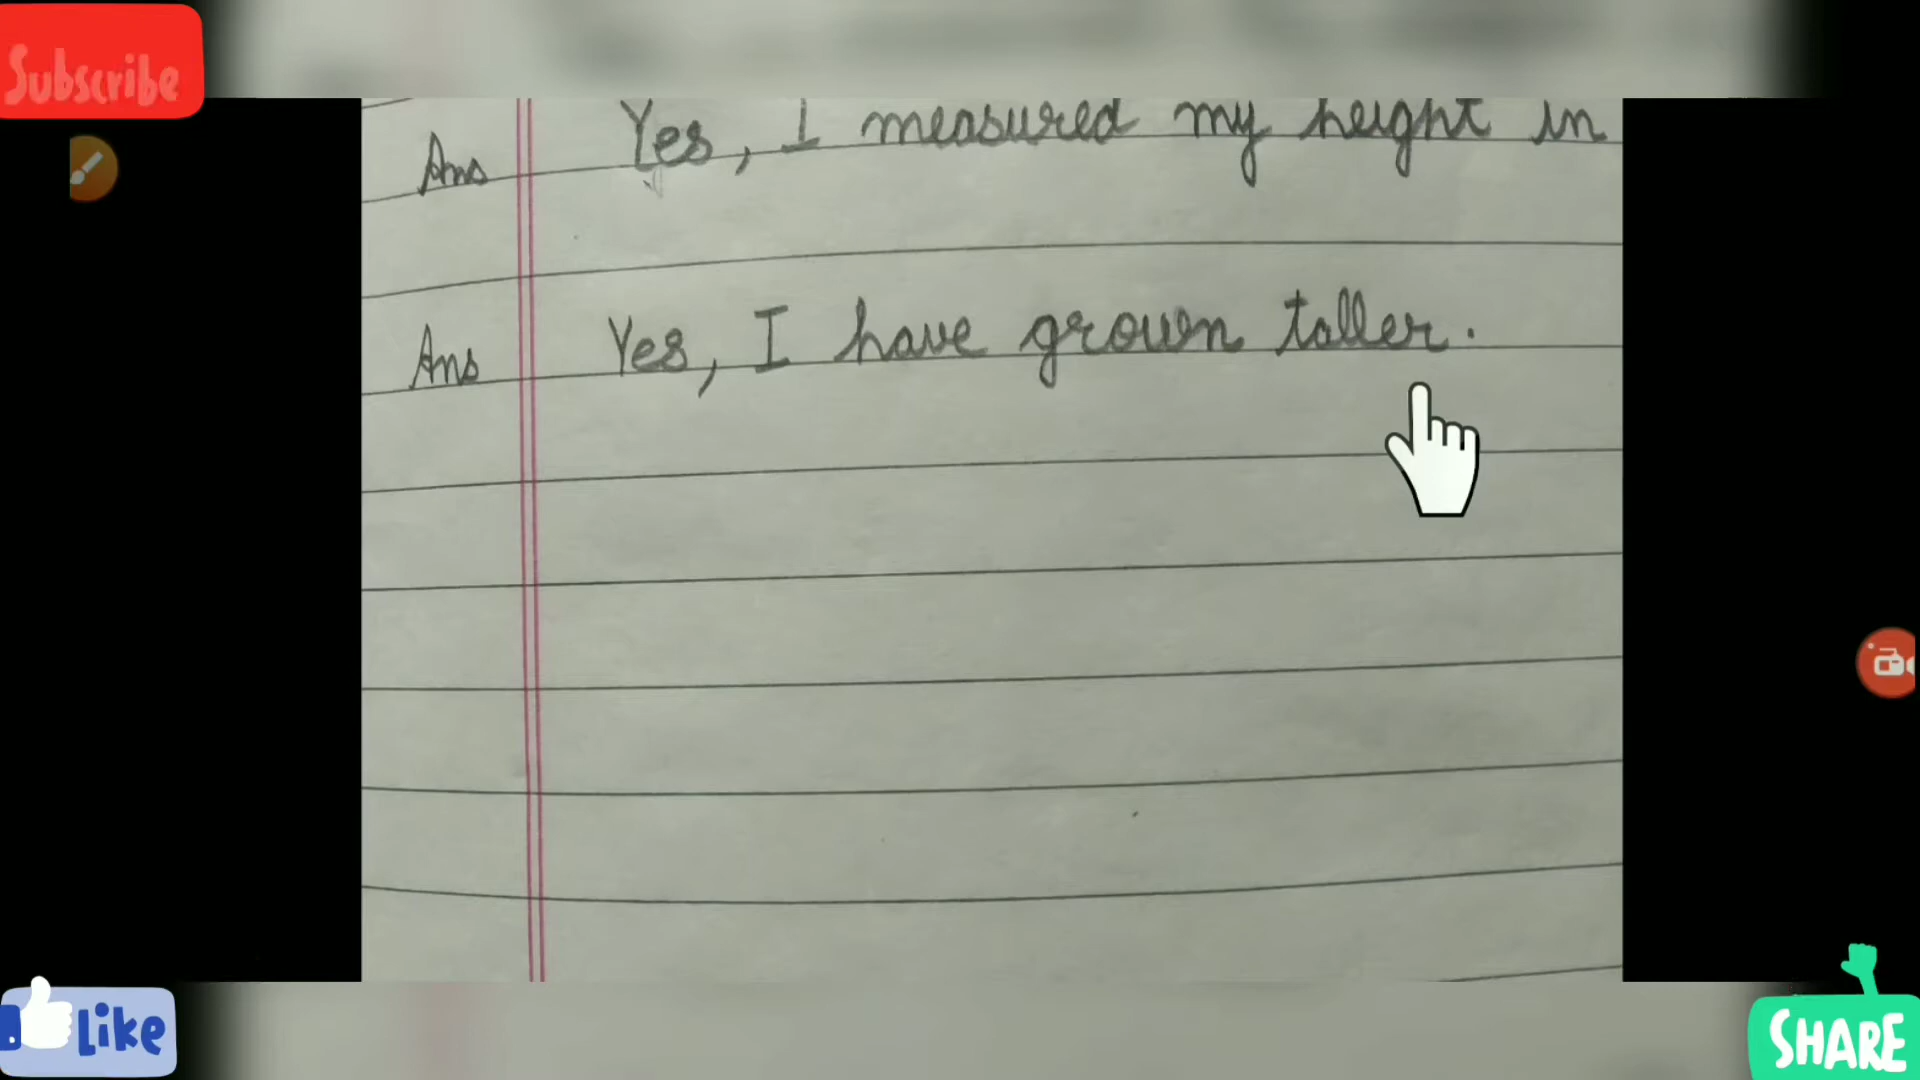 Subscribe
Ans Yes, I measured my height in
Ans Yes, I have grown taller.
Like
SHARE